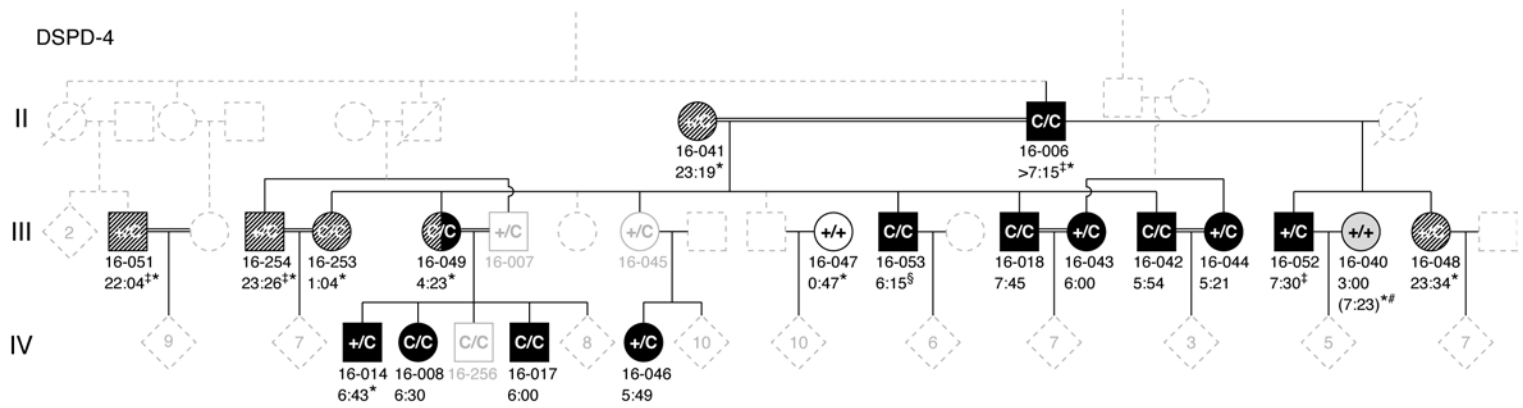 DSPD-4
II
+/C
C/C
16-041
23:19*
16-006
>7:15‡*
III
2
+/C
+/C
C/C
C/C
+/C
+/C
+/+
C/C
C/C
+/C
C/C
+/C
+/C
+/+
+/C
16-051
22:04‡*
16-254
23:26‡*
16-253
1:04*
16-049
4:23*
16-007
16-045
16-047
0:47*
16-053
6:15§
16-018
7:45
16-043
6:00
16-042
5:54
16-044
5:21
16-052
7:30‡
16-040
3:00
(7:23)*#
16-048
23:34*
IV
9
7
+/C
C/C
C/C
C/C
8
+/C
10
10
6
7
3
5
7
16-014
6:43*
16-008
6:30
16-256
16-017
6:00
16-046
5:49